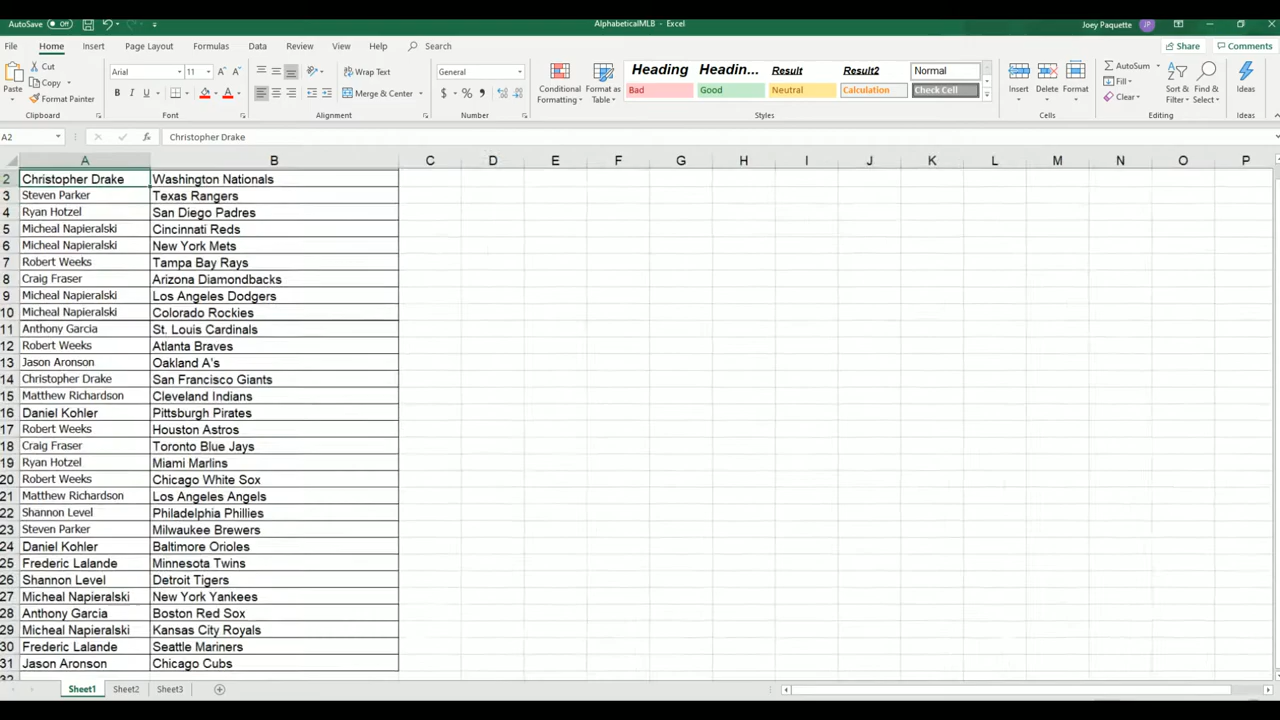 AutoSave Off AlphabeticalMLB - Excel Joey Paquette JP
File Home Insert Page Layout Formulas Data Review View Help Search Share Comments
Cut Arial 11 Wrap Text General Heading Headin... Result Result2 Normal AutoSum
Copy Fill
Paste Format Painter B I U A Merge & Center $ % Conditional Formatting Format as Table Bad Good Neutral Calculation Check Cell Insert Delete Format Clear Sort & Filter Find & Select Ideas
Clipboard Font Alignment Number Styles Cells Editing Ideas
A2 fx Christopher Drake
A B C D E F G H I J K L M N O P
2 Christopher Drake Washington Nationals
3 Steven Parker Texas Rangers
4 Ryan Hotzel San Diego Padres
5 Micheal Napieralski Cincinnati Reds
6 Micheal Napieralski New York Mets
7 Robert Weeks Tampa Bay Rays
8 Craig Fraser Arizona Diamondbacks
9 Micheal Napieralski Los Angeles Dodgers
10 Micheal Napieralski Colorado Rockies
11 Anthony Garcia St. Louis Cardinals
12 Robert Weeks Atlanta Braves
13 Jason Aronson Oakland A's
14 Christopher Drake San Francisco Giants
15 Matthew Richardson Cleveland Indians
16 Daniel Kohler Pittsburgh Pirates
17 Robert Weeks Houston Astros
18 Craig Fraser Toronto Blue Jays
19 Ryan Hotzel Miami Marlins
20 Robert Weeks Chicago White Sox
21 Matthew Richardson Los Angeles Angels
22 Shannon Level Philadelphia Phillies
23 Steven Parker Milwaukee Brewers
24 Daniel Kohler Baltimore Orioles
25 Frederic Lalande Minnesota Twins
26 Shannon Level Detroit Tigers
27 Micheal Napieralski New York Yankees
28 Anthony Garcia Boston Red Sox
29 Micheal Napieralski Kansas City Royals
30 Frederic Lalande Seattle Mariners
31 Jason Aronson Chicago Cubs
32
Sheet1 Sheet2 Sheet3